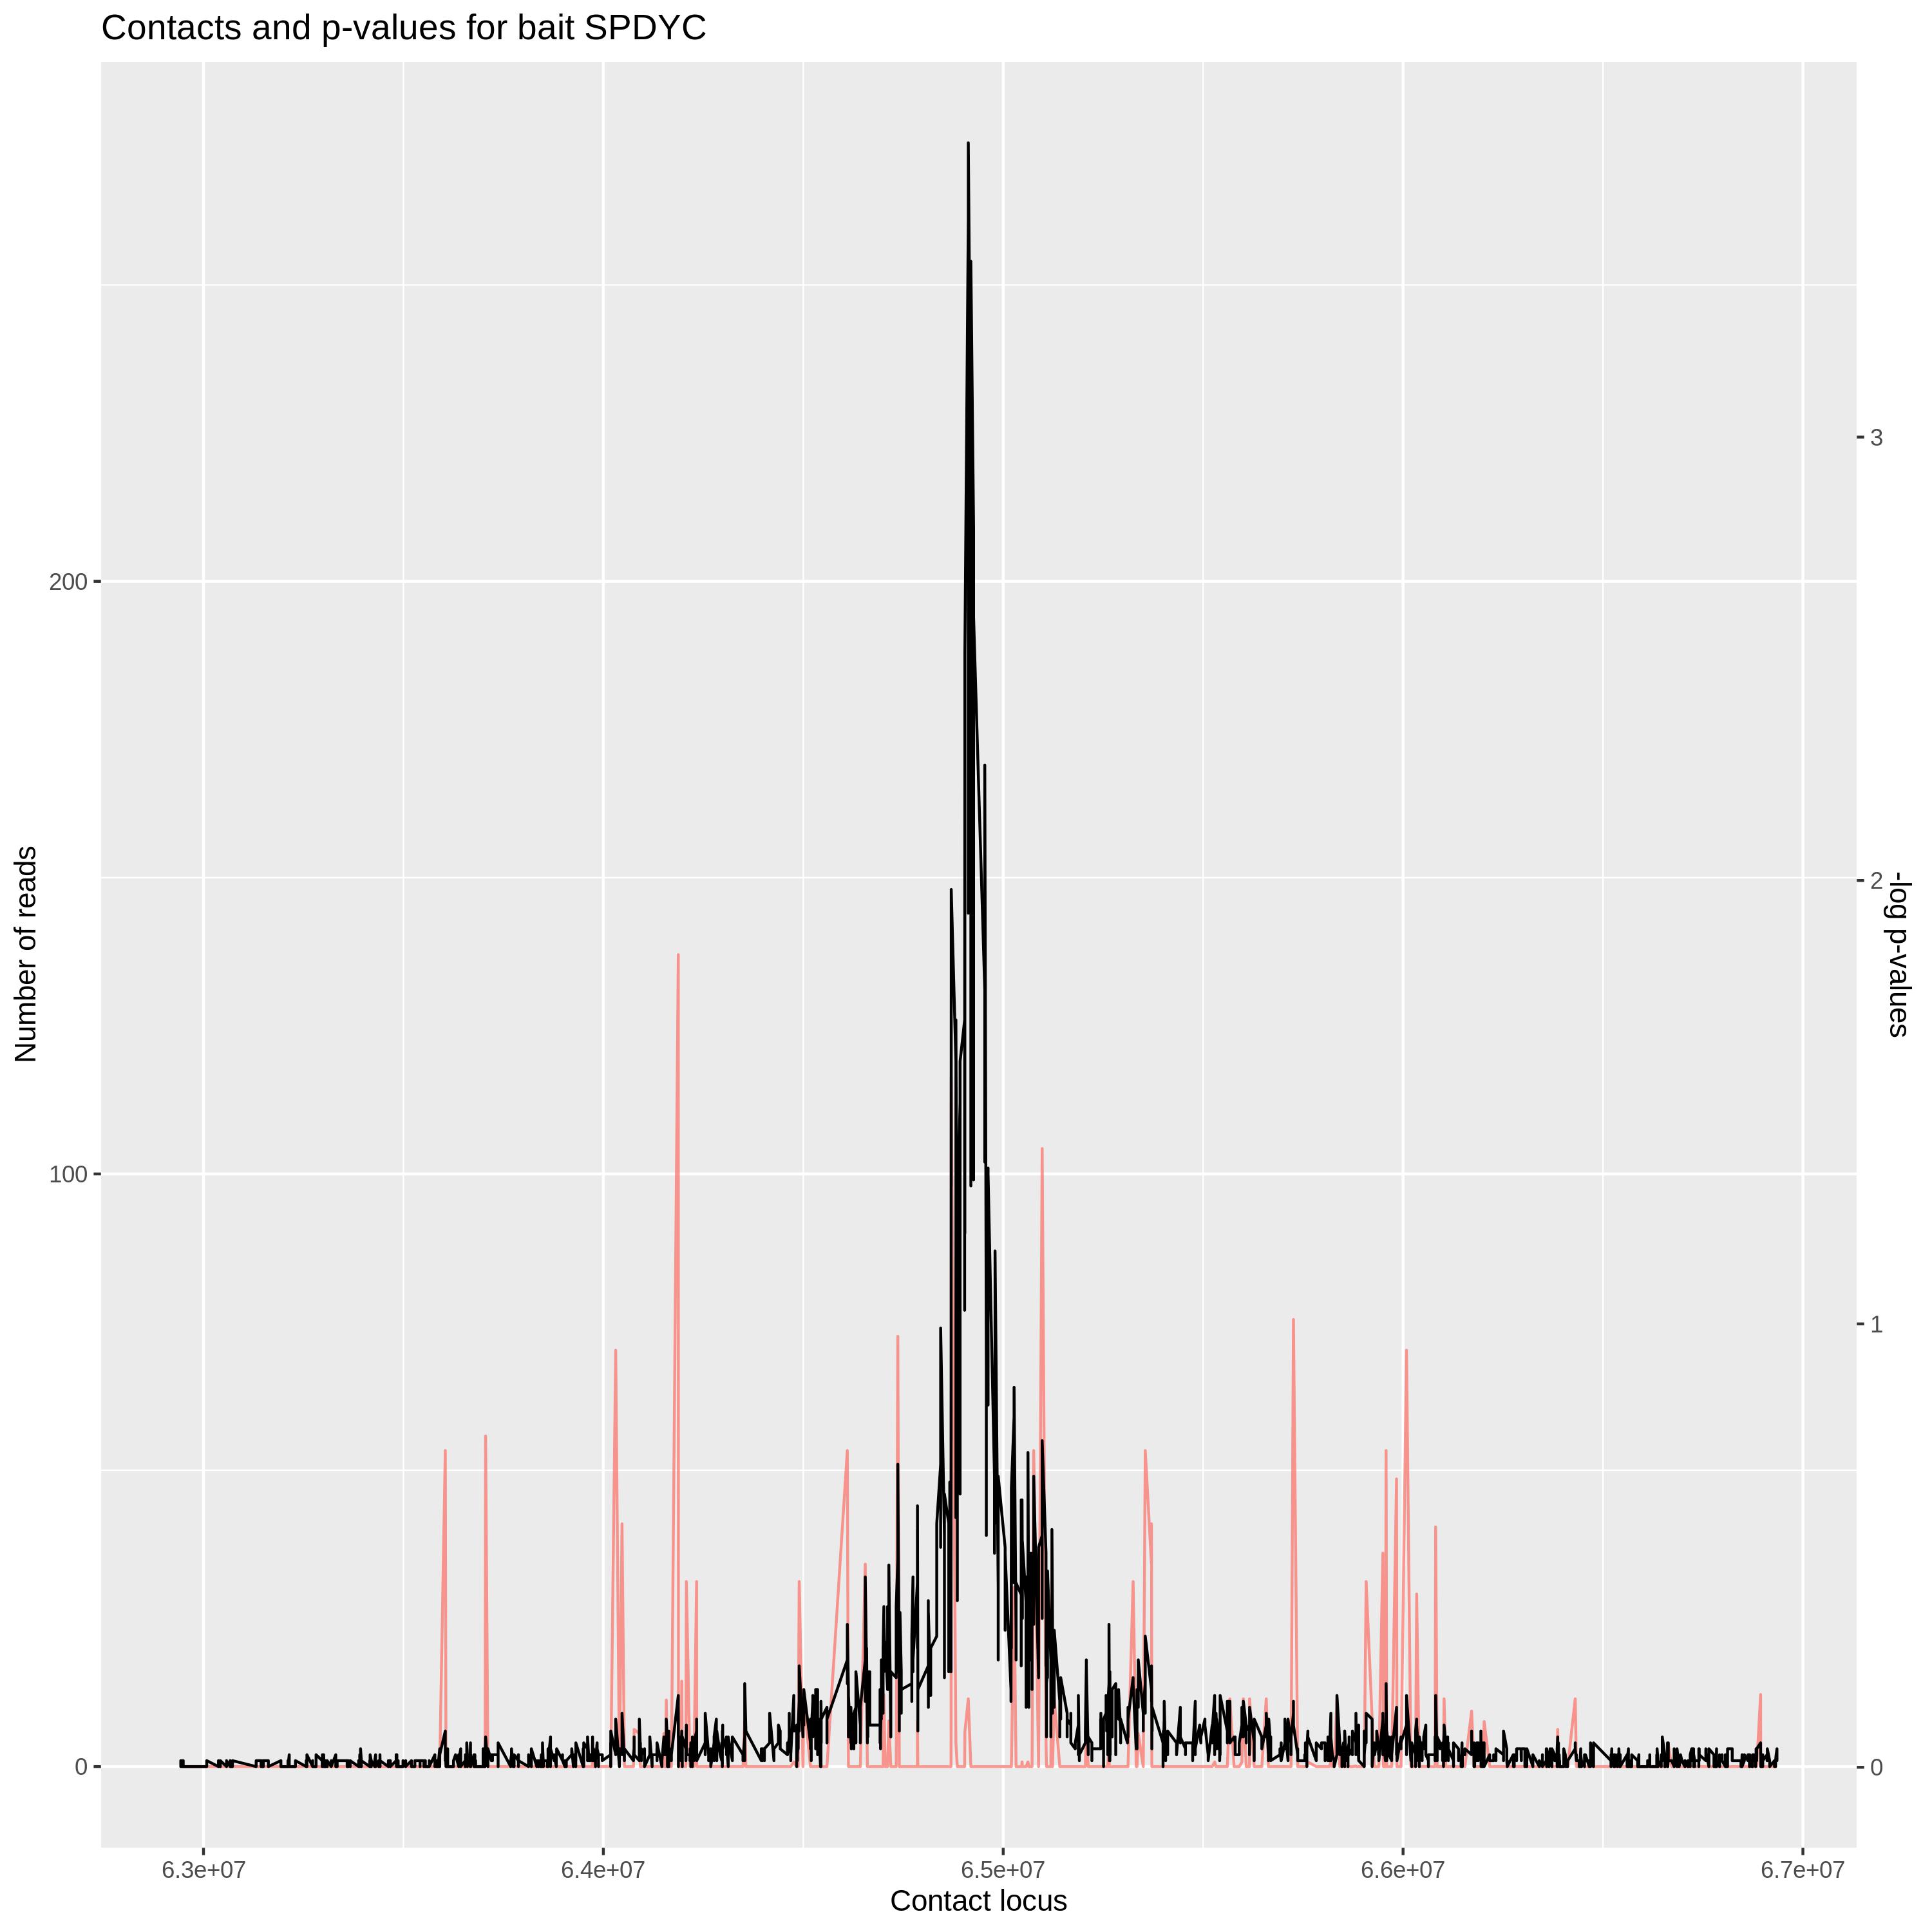 Contacts and p-values for bait SPDYC
Number of reads
200
100
0
3
2
1
0
-log p-values
6.3e+07
6.4e+07
6.5e+07
6.6e+07
6.7e+07
Contact locus